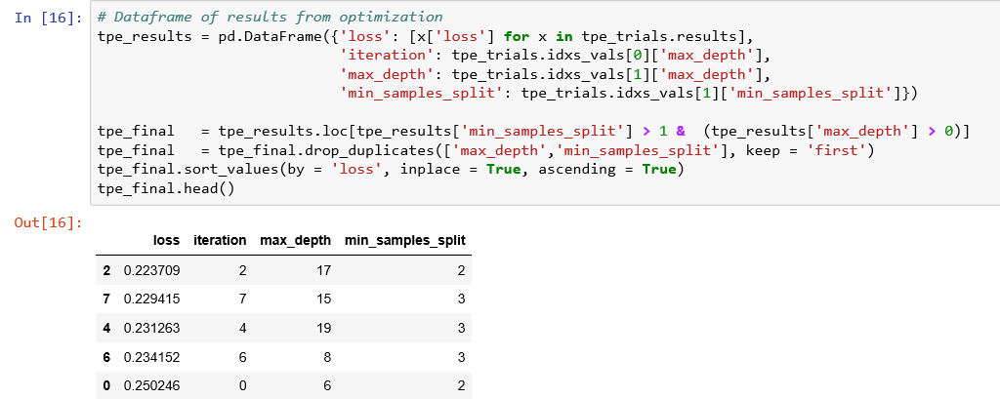 In [16]: # Dataframe of results from optimization
tpe_results = pd.DataFrame({'loss': [x['loss'] for x in tpe_trials.results],
'iteration': tpe_trials.idxs_vals[0]['max_depth'],
'max_depth': tpe_trials.idxs_vals[1]['max_depth'],
'min_samples_split': tpe_trials.idxs_vals[1]['min_samples_split']})
tpe_final   = tpe_results.loc[tpe_results['min_samples_split'] > 1 &  (tpe_results['max_depth'] > 0)]
tpe_final   = tpe_final.drop_duplicates(['max_depth','min_samples_split'], keep = 'first')
tpe_final.sort_values(by = 'loss', inplace = True, ascending = True)
tpe_final.head()
Out[16]:
loss iteration max_depth min_samples_split
2 0.223709 2 17 2
7 0.229415 7 15 3
4 0.231263 4 19 3
6 0.234152 6 8 3
0 0.250246 0 6 2